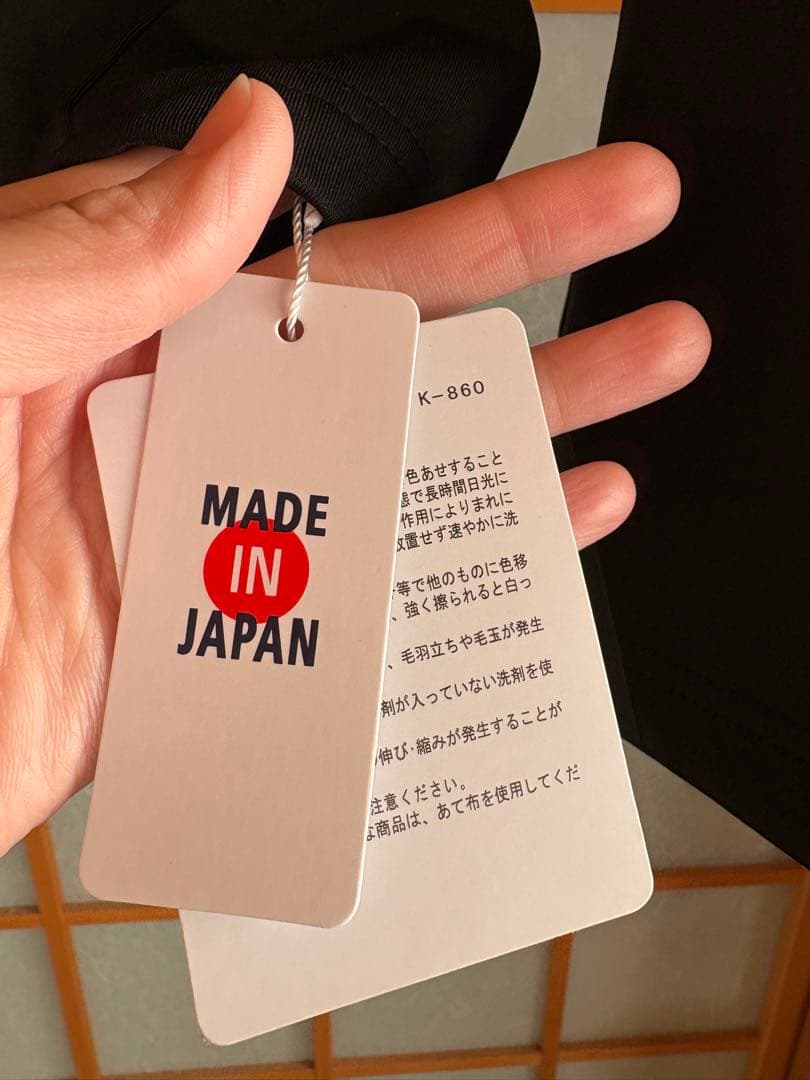 MADE
IN
JAPAN
K-860
色あせすること
態で長時間日光に
作用によりまれに
放置せず速やかに洗
等で他のものに色移
、強く擦られると白っ
、毛羽立ちや毛玉が発生
剤が入っていない洗剤を使
伸び・縮みが発生することが
注意ください。
な商品は、あて布を使用してくだ